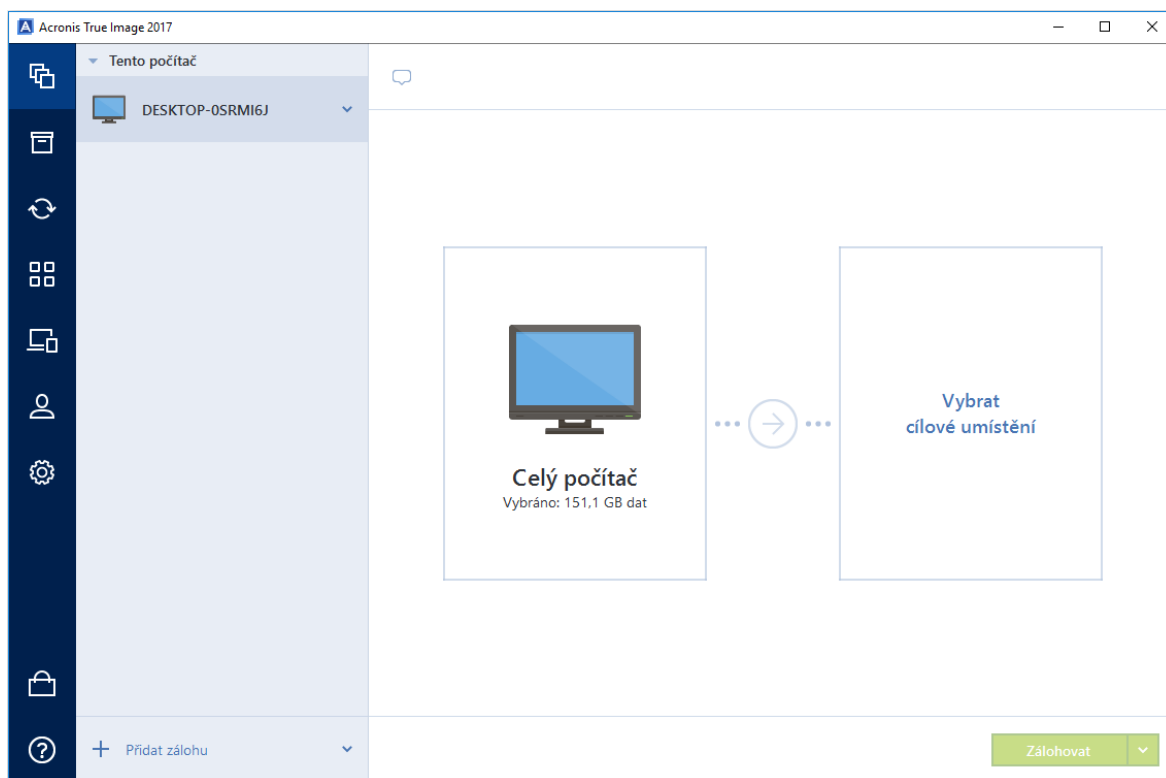 Acronis True Image 2017
Tento počítač
DESKTOP-0SRMI6J
Celý počítač
Vybráno: 151,1 GB dat
Vybrat
cílové umístění
Přidat zálohu
Zálohovat